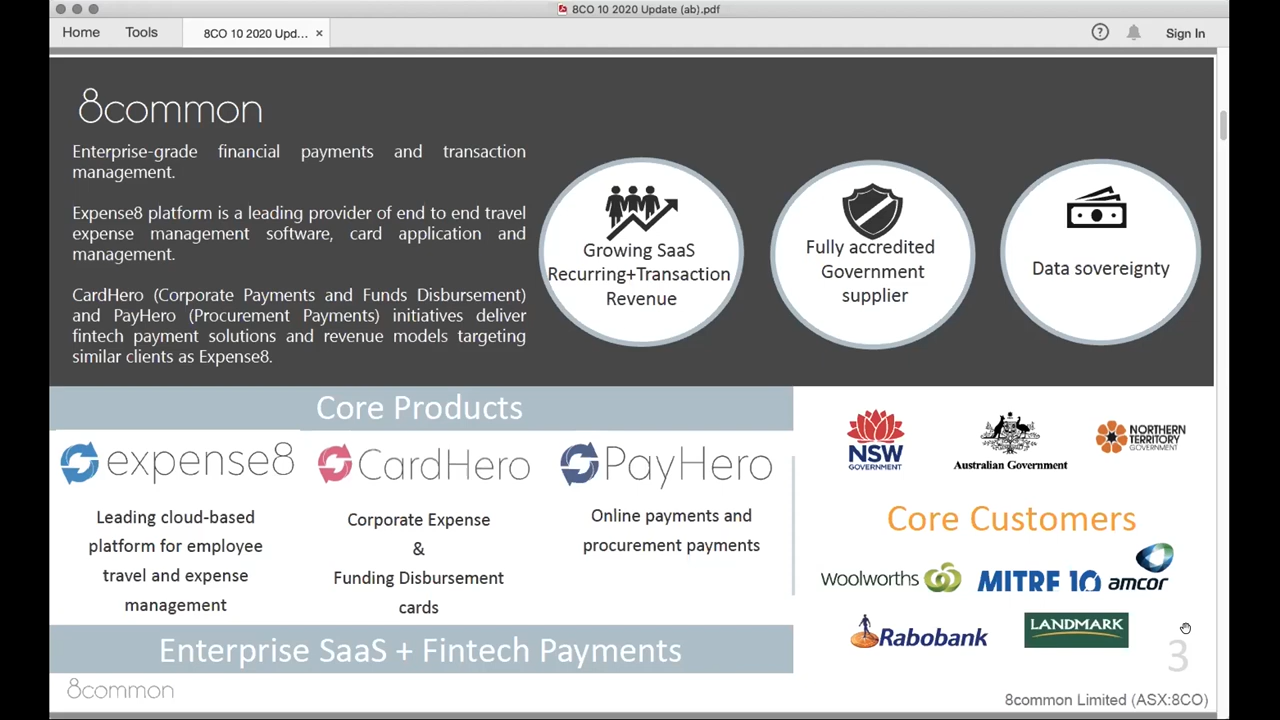 8CO 10 2020 Update (ab).pdf
Home
Tools
8CO 10 2020 Upd... ×
?
Sign In
8common
Enterprise-grade financial payments and transaction
management.
Expense8 platform is a leading provider of end to end travel
expense management software, card application and
management.
CardHero (Corporate Payments and Funds Disbursement)
and PayHero (Procurement Payments) initiatives deliver
fintech payment solutions and revenue models targeting
similar clients as Expense8.
Growing SaaS
Recurring+Transaction
Revenue
Fully accredited
Government
supplier
Data sovereignty
Core Products
expense8
Leading cloud-based
platform for employee
travel and expense
management
CardHero
Corporate Expense
&
Funding Disbursement
cards
PayHero
Online payments and
procurement payments
Enterprise SaaS + Fintech Payments
NSW
GOVERNMENT
Australian Government
NORTHERN
TERRITORY
GOVERNMENT
Core Customers
Woolworths
MITRE 10
amcor
Rabobank
LANDMARK
3
8common
8common Limited (ASX:8CO)